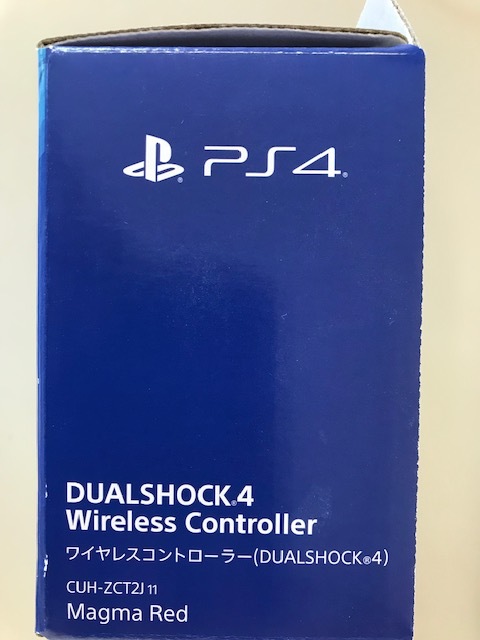 PS4®
DUALSHOCK®4
Wireless Controller
ワイヤレスコントローラー(DUALSHOCK®4)
CUH-ZCT2J 11
Magma Red